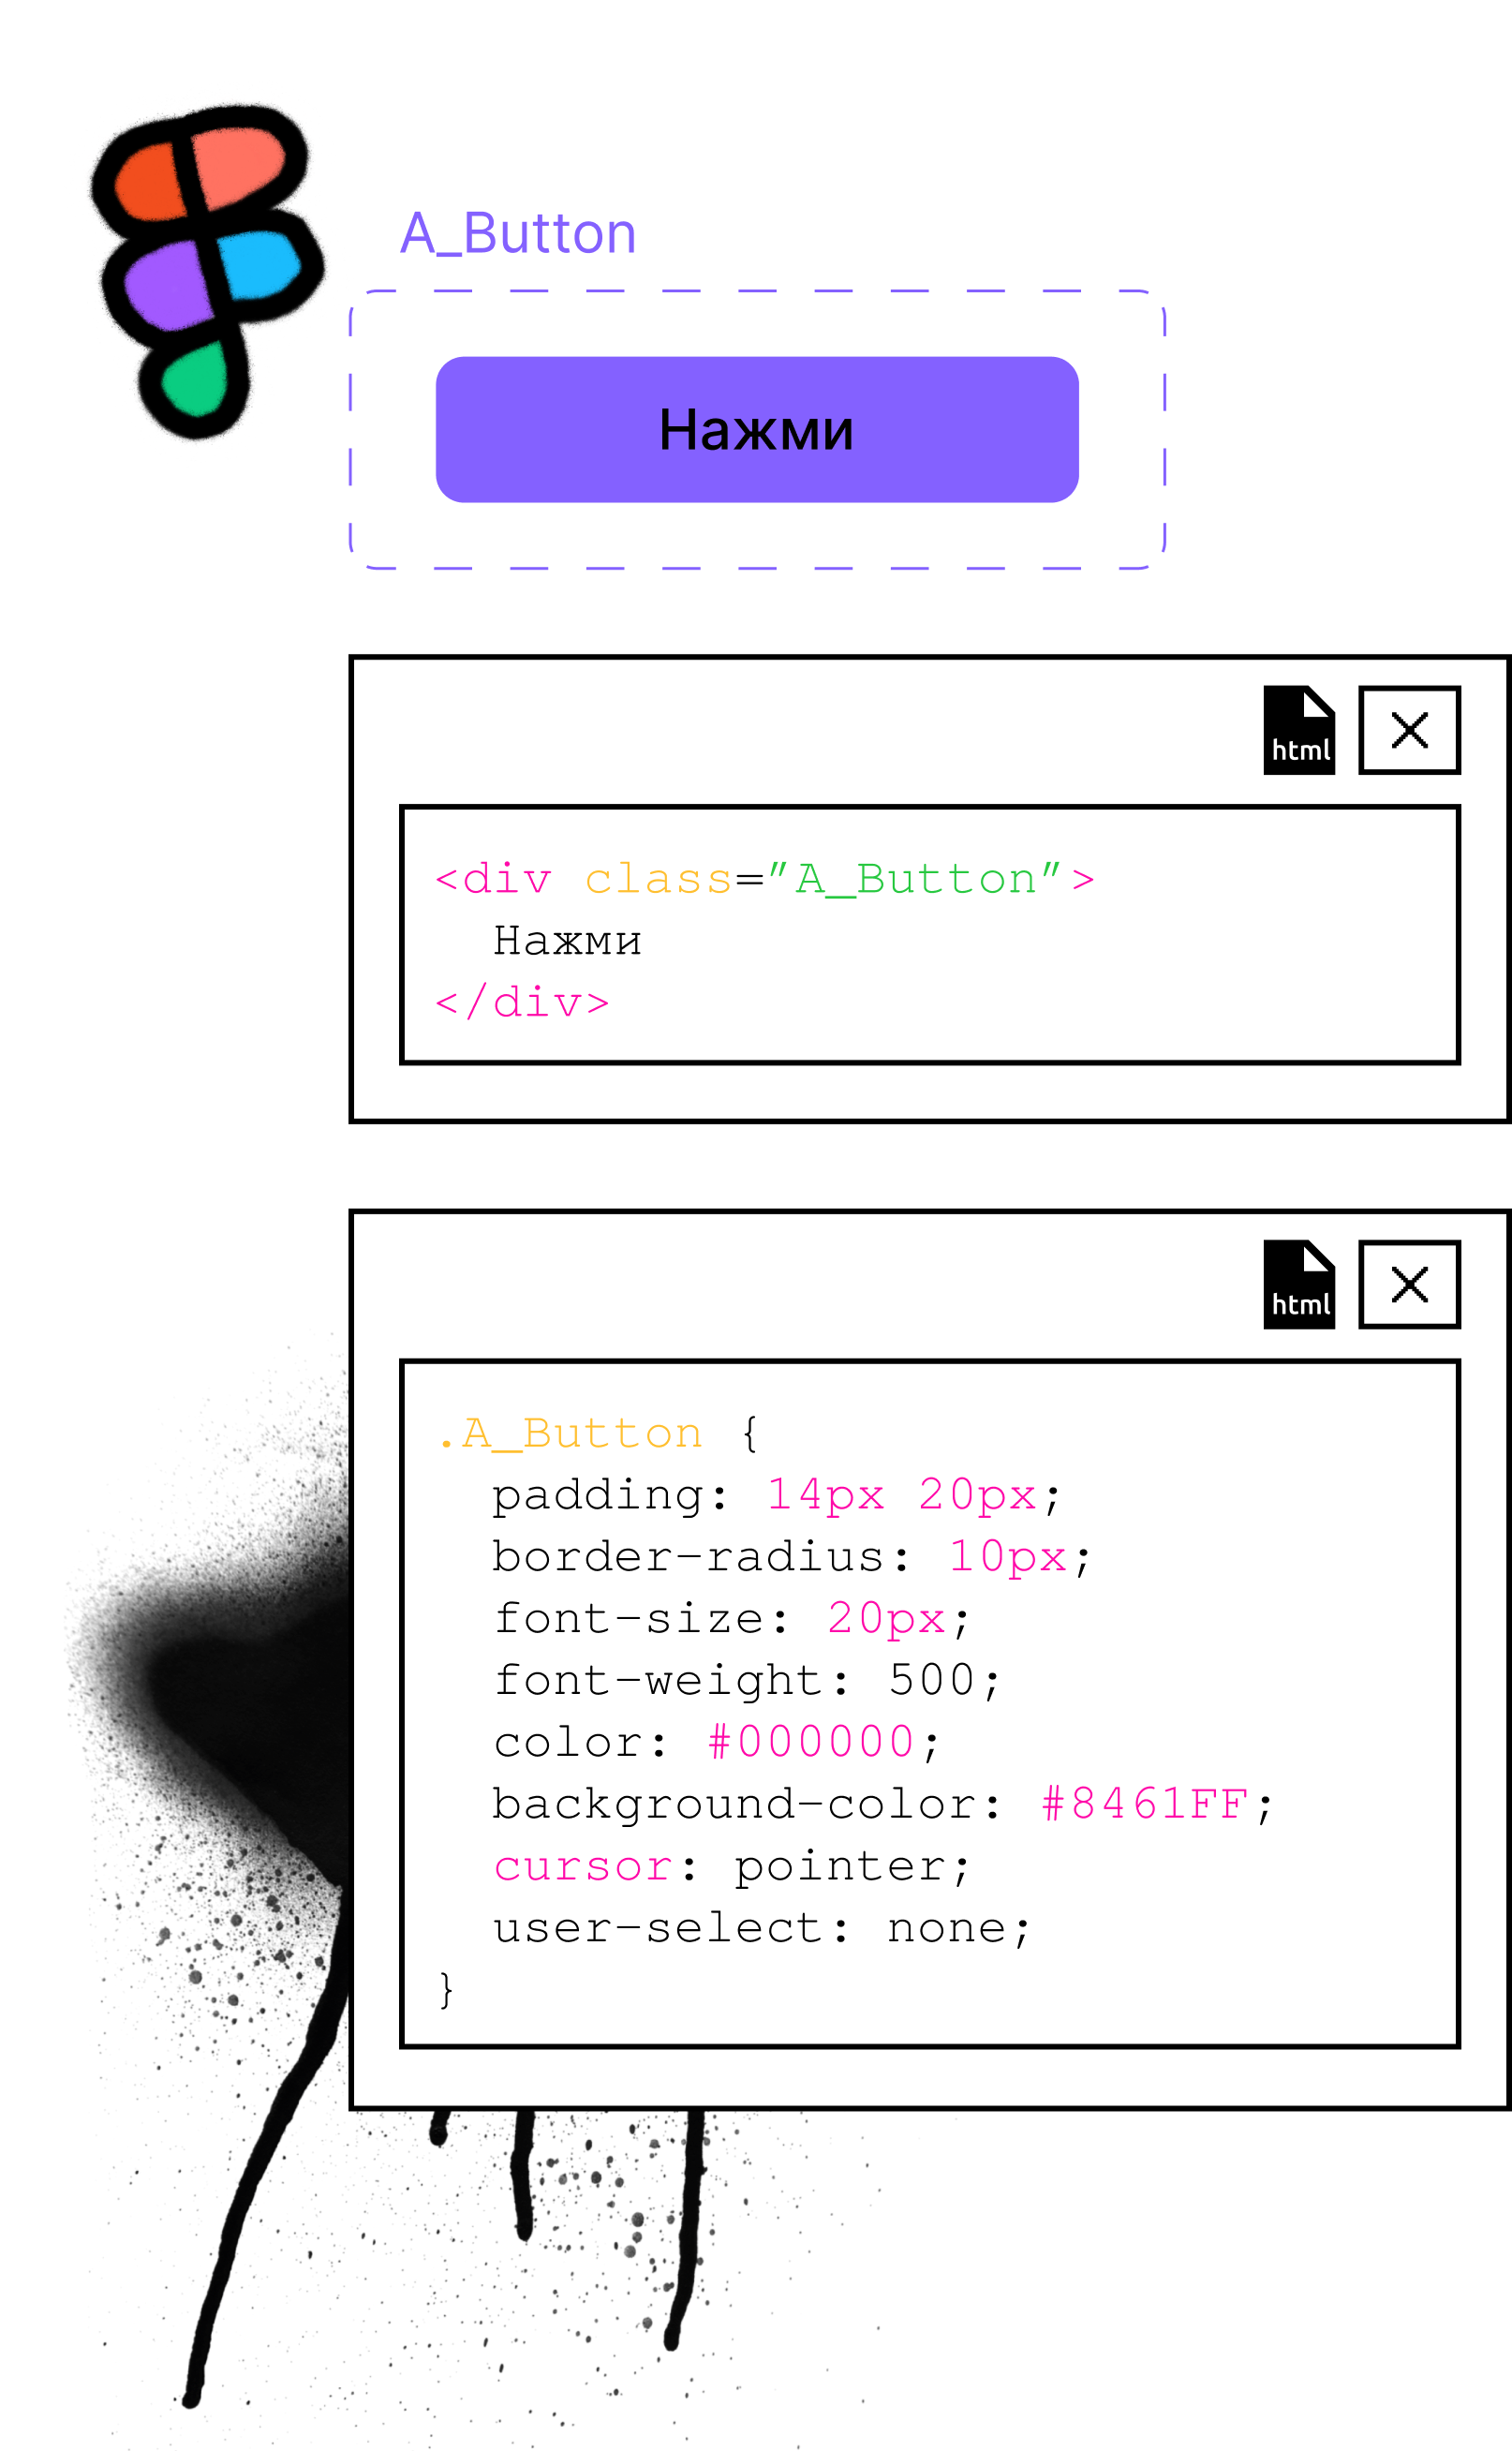 A_Button
Нажми
html
<div class="A_Button">
Нажми
</div>
html
.A_Button {
padding: 14px 20px;
border-radius: 10px;
font-size: 20px;
font-weight: 500;
color: #000000;
background-color: #8461FF;
cursor: pointer;
user-select: none;
}